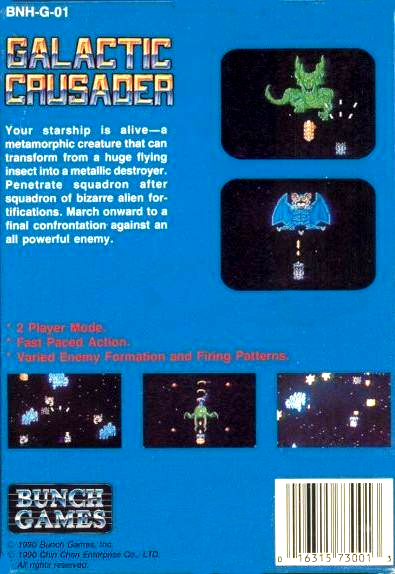 BNH-G-01
GALACTIC
CRUSADER
Your starship is alive—a
metamorphic creature that can
transform from a huge flying
insect into a metallic destroyer.
Penetrate squadron after
squadron of bizarre alien for-
tifications. March onward to a
final confrontation against an
all powerful enemy.
* 2 Player Mode.
* Fast Paced Action.
* Varied Enemy Formation and Firing Patterns.
BUNCH
GAMES
© 1990 Bunch Games, Inc.
© 1990 Chin Chen Enterprise Co., LTD.
All rights reserved.
0 16315 73001 3